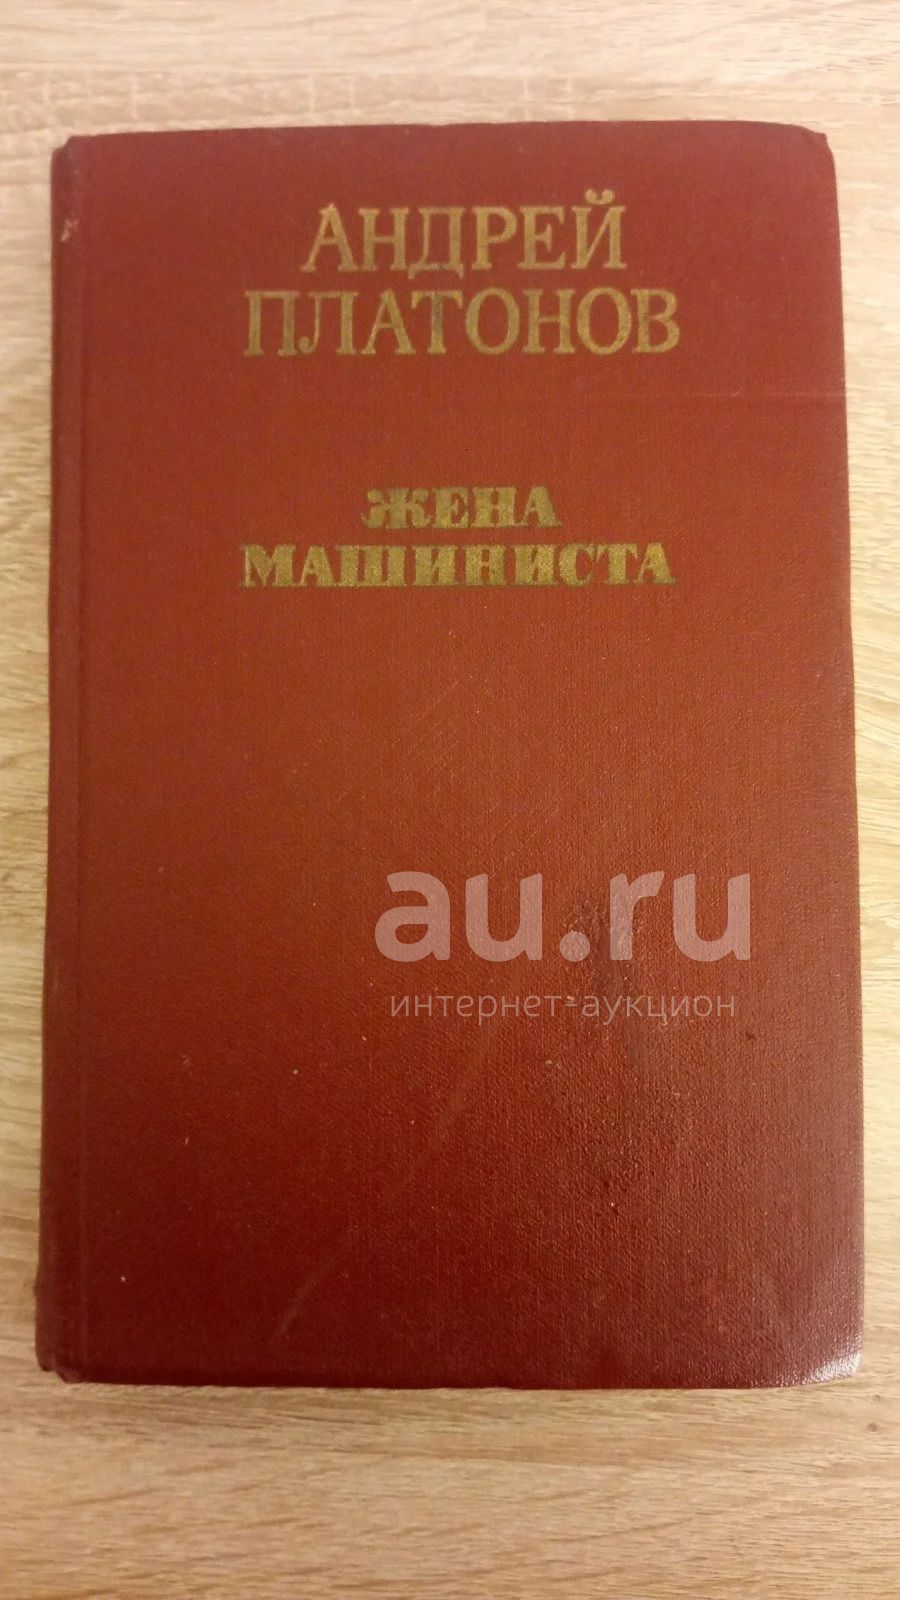 АНДРЕЙ
ПЛАТОНОВ
ЖЕНА
МАШИНИСТА
au.ru
интернет-аукцион